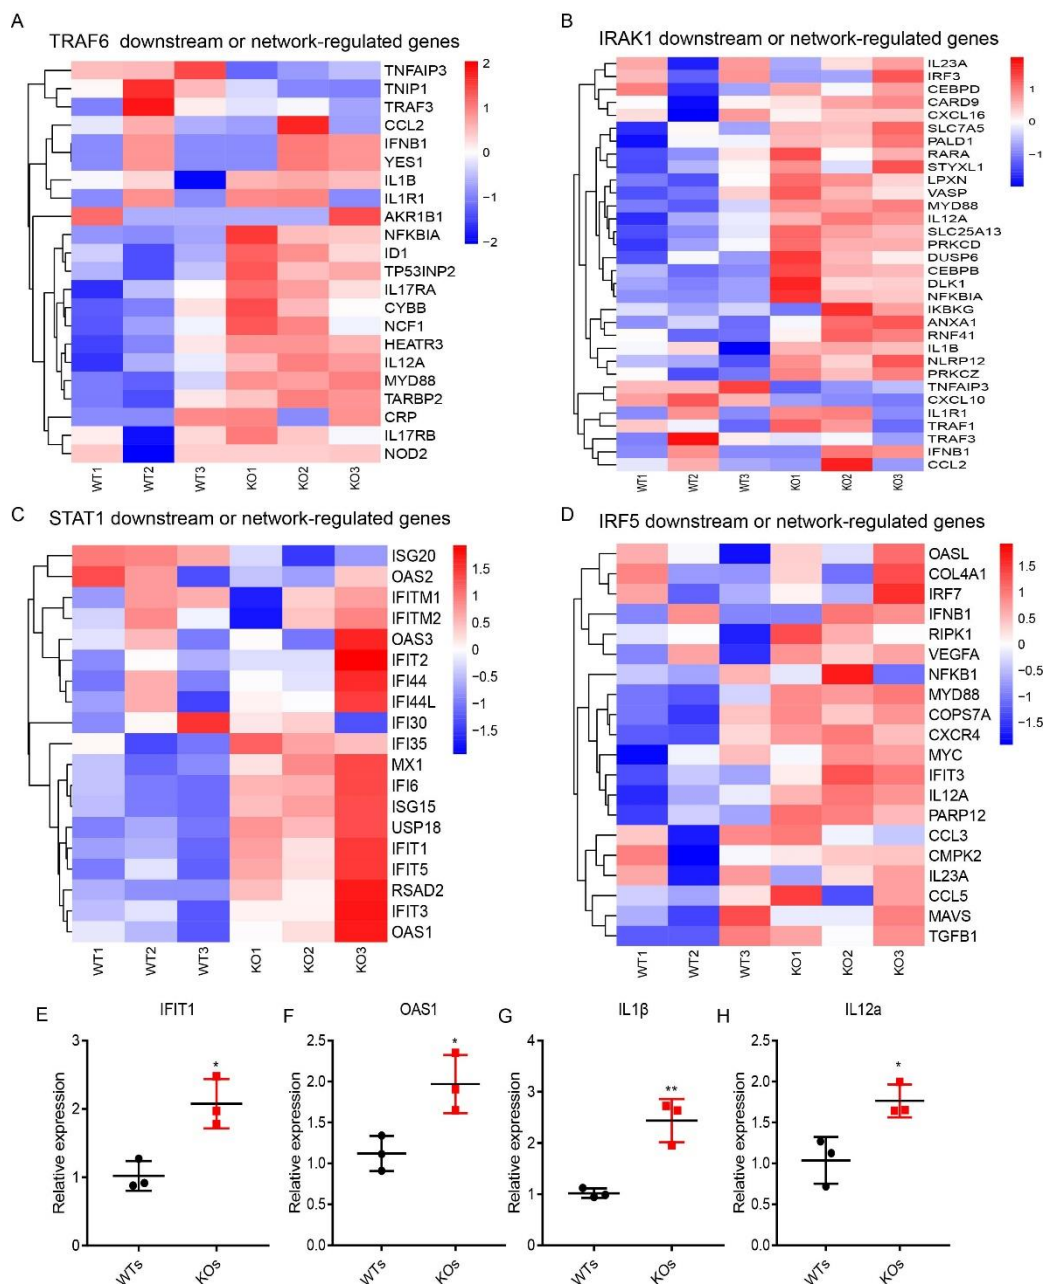 A
TRAF6 downstream or network-regulated genes
TNFAIP3
TNIP1
TRAF3
CCL2
IFNB1
YES1
IL1B
IL1R1
AKR1B1
NFKBIA
ID1
TP53INP2
IL17RA
CYBB
NCF1
HEATR3
IL12A
MYD88
TARBP2
CRP
IL17RB
NOD2
2
1
0
−1
−2
WT1 WT2 WT3 KO1 KO2 KO3
B
IRAK1 downstream or network-regulated genes
IL23A
IRF3
CEBPD
CARD9
CXCL16
SLC7A5
PALD1
RARA
STYXL1
LPXN
VASP
MYD88
IL12A
SLC25A13
PRKCD
DUSP6
CEBPB
DLK1
NFKBIA
IKBKG
ANXA1
RNF41
IL1B
NLRP12
PRKCZ
TNFAIP3
CXCL10
IL1R1
TRAF1
TRAF3
IFNB1
CCL2
1
0
−1
WT1 WT2 WT3 KO1 KO2 KO3
C
STAT1 downstream or network-regulated genes
ISG20
OAS2
IFITM1
IFITM2
OAS3
IFIT2
IFI44
IFI44L
IFI30
IFI35
MX1
IFI6
ISG15
USP18
IFIT1
IFIT5
RSAD2
IFIT3
OAS1
1.5
1
0.5
0
−0.5
−1
−1.5
WT1 WT2 WT3 KO1 KO2 KO3
D
IRF5 downstream or network-regulated genes
OASL
COL4A1
IRF7
IFNB1
RIPK1
VEGFA
NFKB1
MYD88
COPS7A
CXCR4
MYC
IFIT3
IL12A
PARP12
CCL3
CMPK2
IL23A
CCL5
MAVS
TGFB1
1.5
1
0.5
0
−0.5
−1
−1.5
WT1 WT2 WT3 KO1 KO2 KO3
E
IFIT1
Relative expression
3
2
1
0
*
WTs KOs
F
OAS1
Relative expression
2.5
2.0
1.5
1.0
0.5
0.0
*
WTs KOs
G
IL1β
Relative expression
4
3
2
1
0
**
WTs KOs
H
IL12a
Relative expression
2.5
2.0
1.5
1.0
0.5
0.0
*
WTs KOs